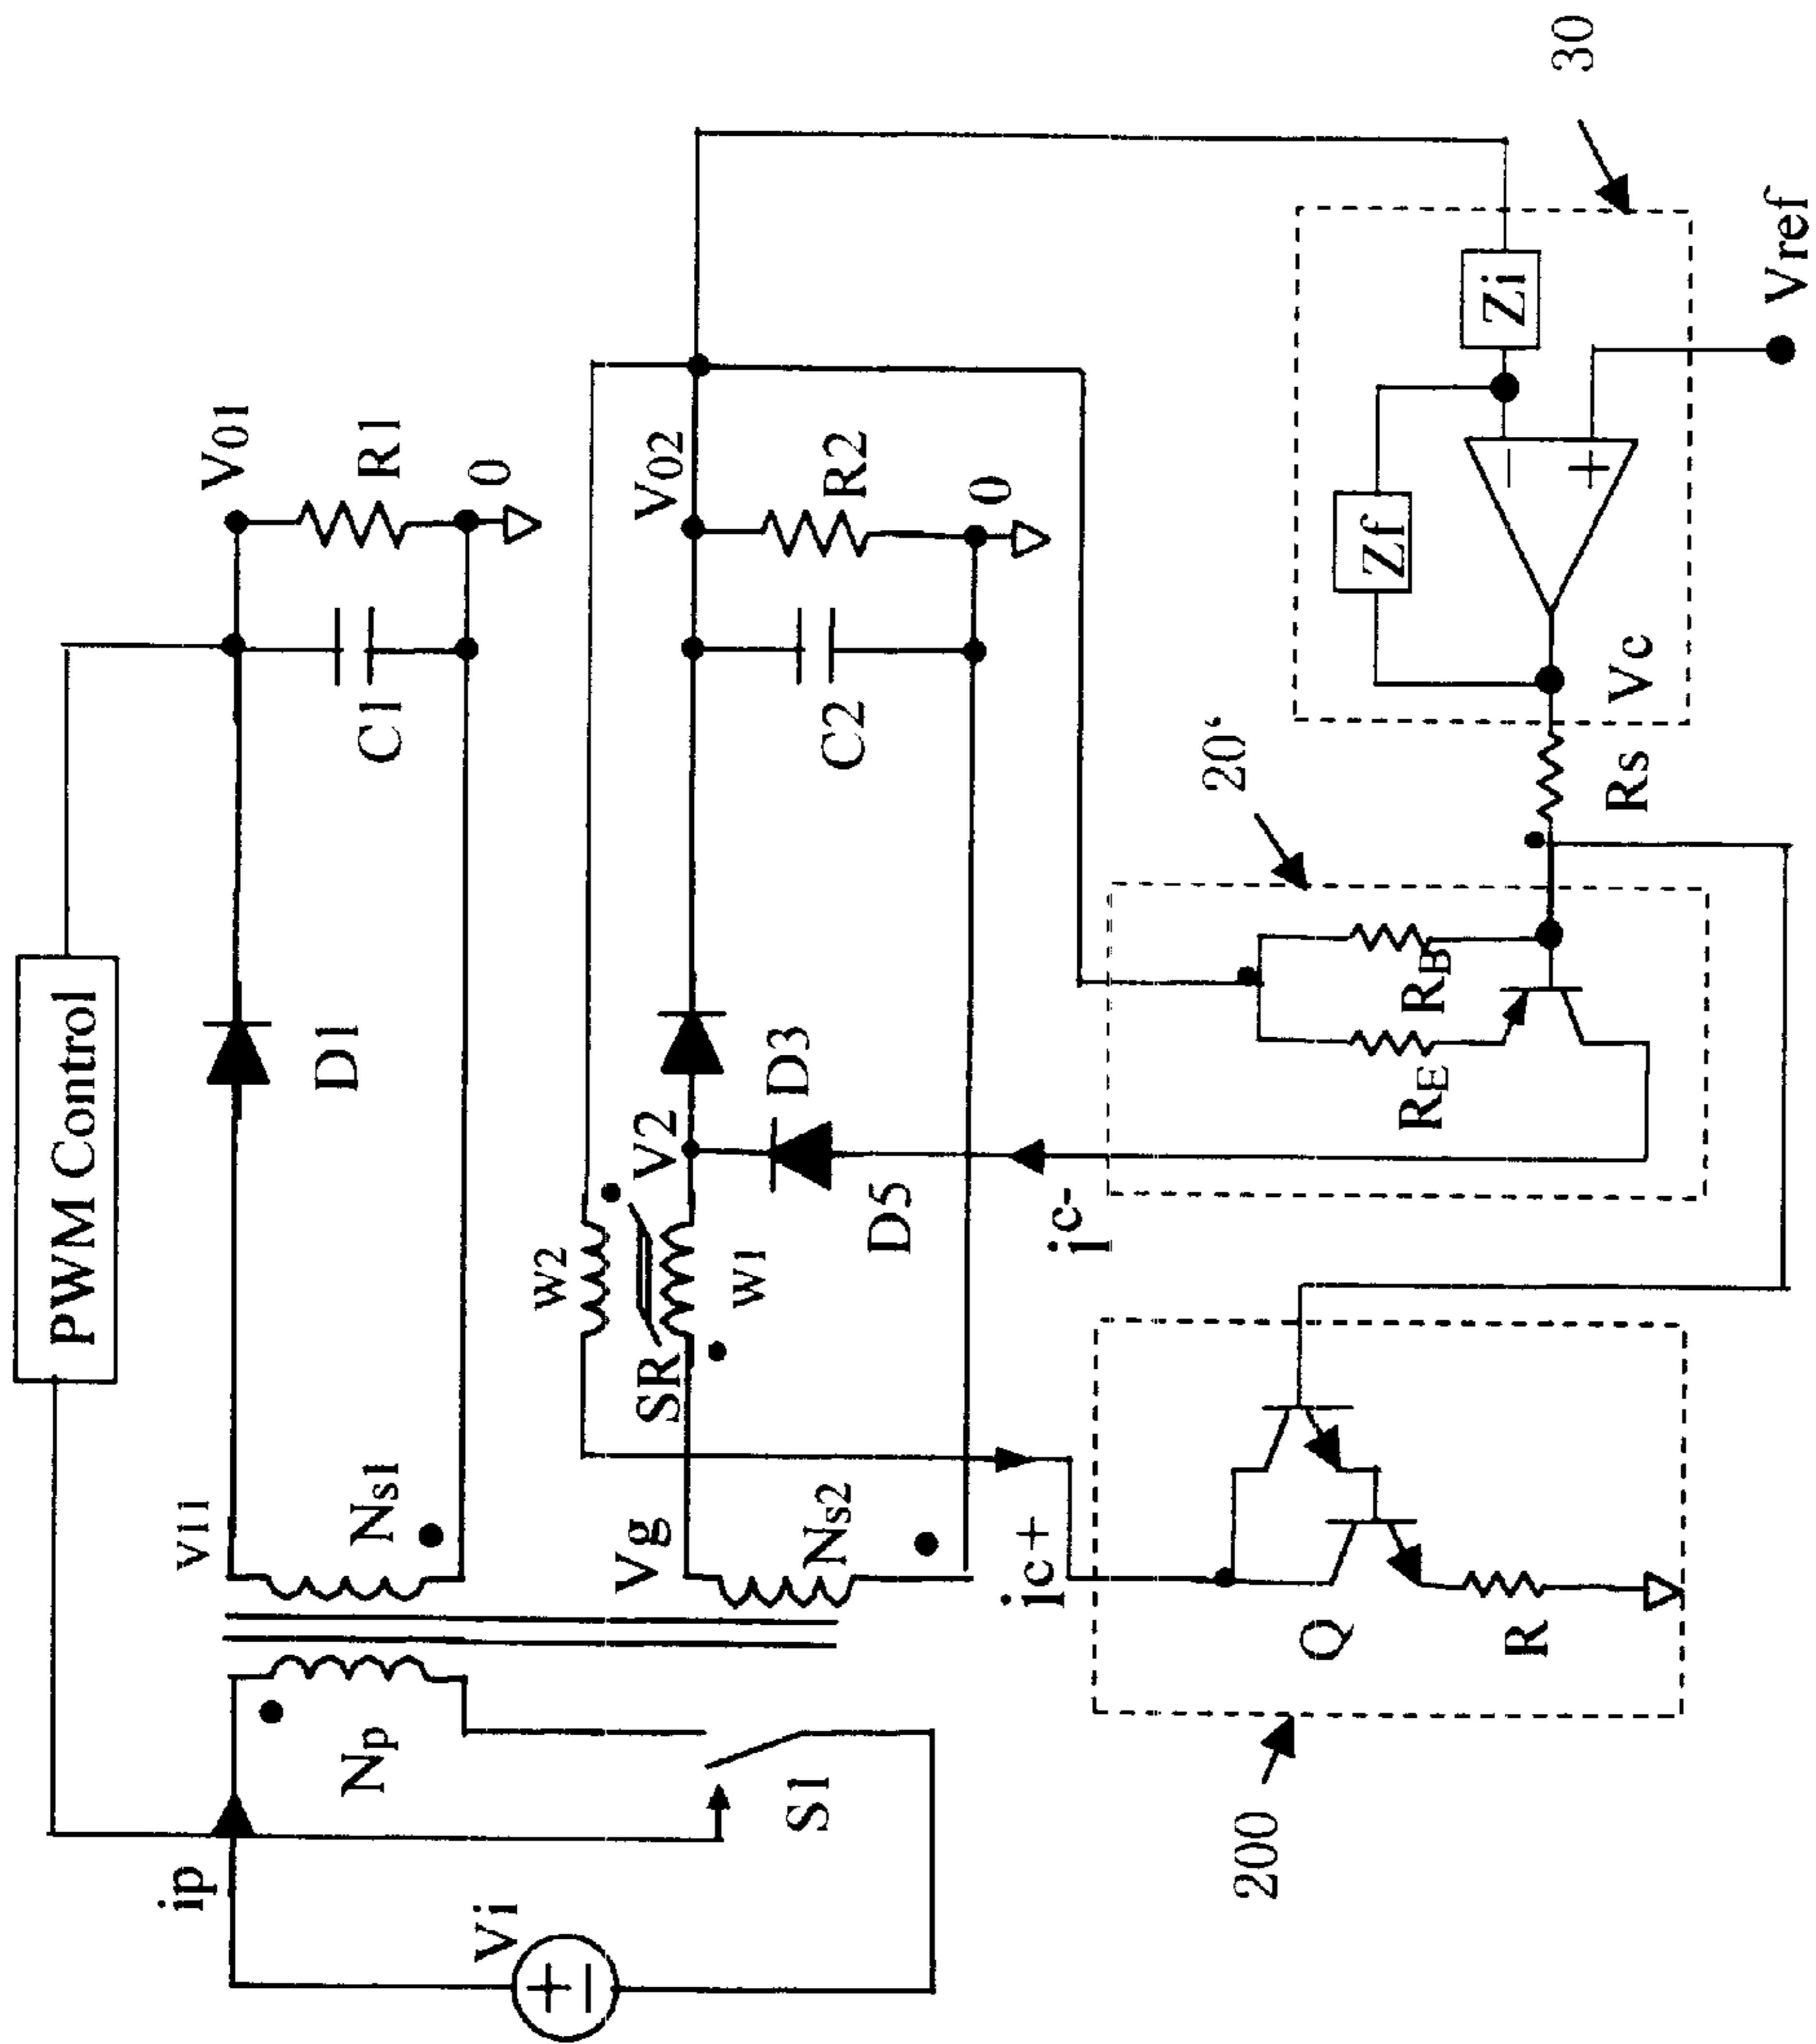 PWM Control
ip
Vi
+
−
Np
S1
V11
Ns1
D1
C1
V01
R1
0
Vg
Ns2
SR
W2
W1
V2
D3
D5
C2
V02
R2
0
ic+
ic-
200
Q
R
20‘
RE
RB
Rs
Vc
Zf
Zi
−
+
30
Vref